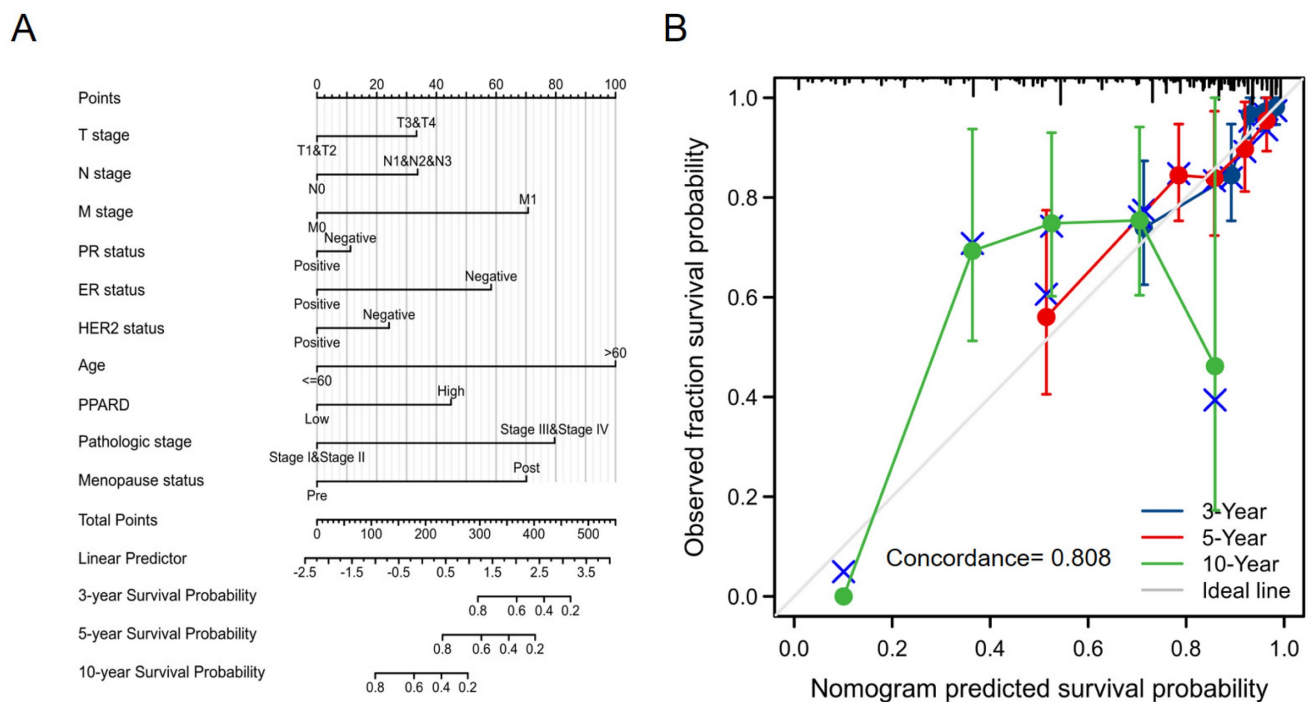 A
0 20 40 60 80 100
Points
T3&T4
T stage
T1&T2
N1&N2&N3
N stage
N0
M1
M stage
M0
Negative
PR status
Positive
Negative
ER status
Positive
Negative
HER2 status
Positive
>60
Age
<=60
High
PPARD
Low
Stage III&Stage IV
Pathologic stage
Stage I&Stage II
Post
Menopause status
Pre
Total Points
0 100 200 300 400 500
Linear Predictor
-2.5 -1.5 -0.5 0.5 1.5 2.5 3.5
3-year Survival Probability
0.8 0.6 0.4 0.2
5-year Survival Probability
0.8 0.6 0.4 0.2
10-year Survival Probability
0.8 0.6 0.4 0.2
B
Observed fraction survival probability
1.0
0.8
0.6
0.4
0.2
0.0
Concordance= 0.808
3-Year
5-Year
10-Year
Ideal line
0.0 0.2 0.4 0.6 0.8 1.0
Nomogram predicted survival probability